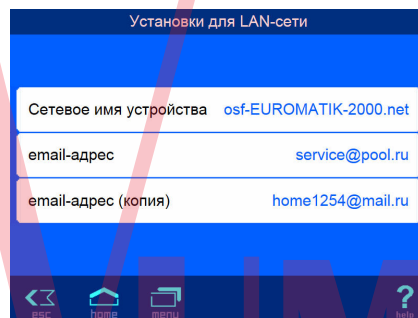 Установки для LAN-сети
Сетевое имя устройства osf-EUROMATIK-2000.net
email-адрес service@pool.ru
email-адрес (копия) home1254@mail.ru
esc home menu help